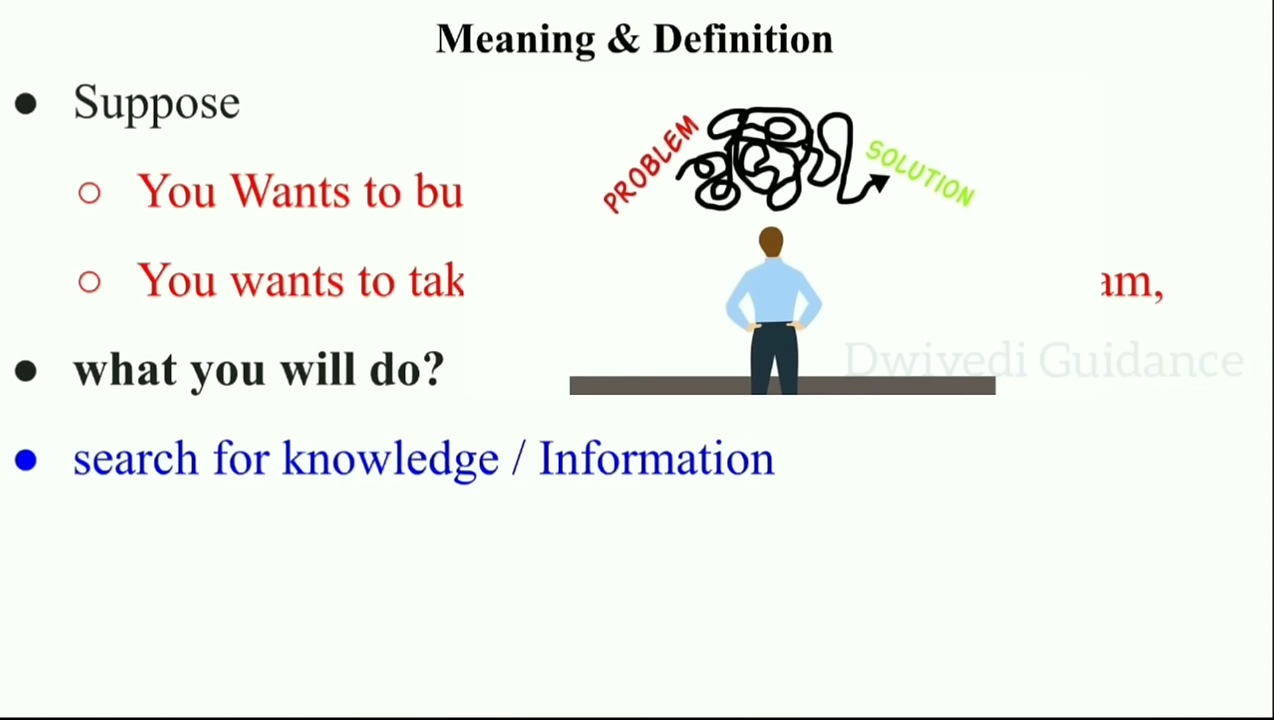 Meaning & Definition
● Suppose
○ You Wants to bu
PROBLEM
SOLUTION
○ You wants to tak am,
● what you will do?
Dwivedi Guidance
● search for knowledge / Information